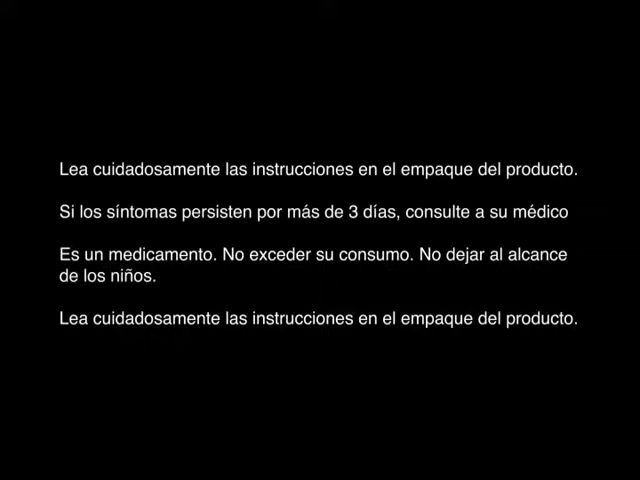 Lea cuidadosamente las instrucciones en el empaque del producto.
Si los síntomas persisten por más de 3 días, consulte a su médico
Es un medicamento. No exceder su consumo. No dejar al alcance
de los niños.
Lea cuidadosamente las instrucciones en el empaque del producto.